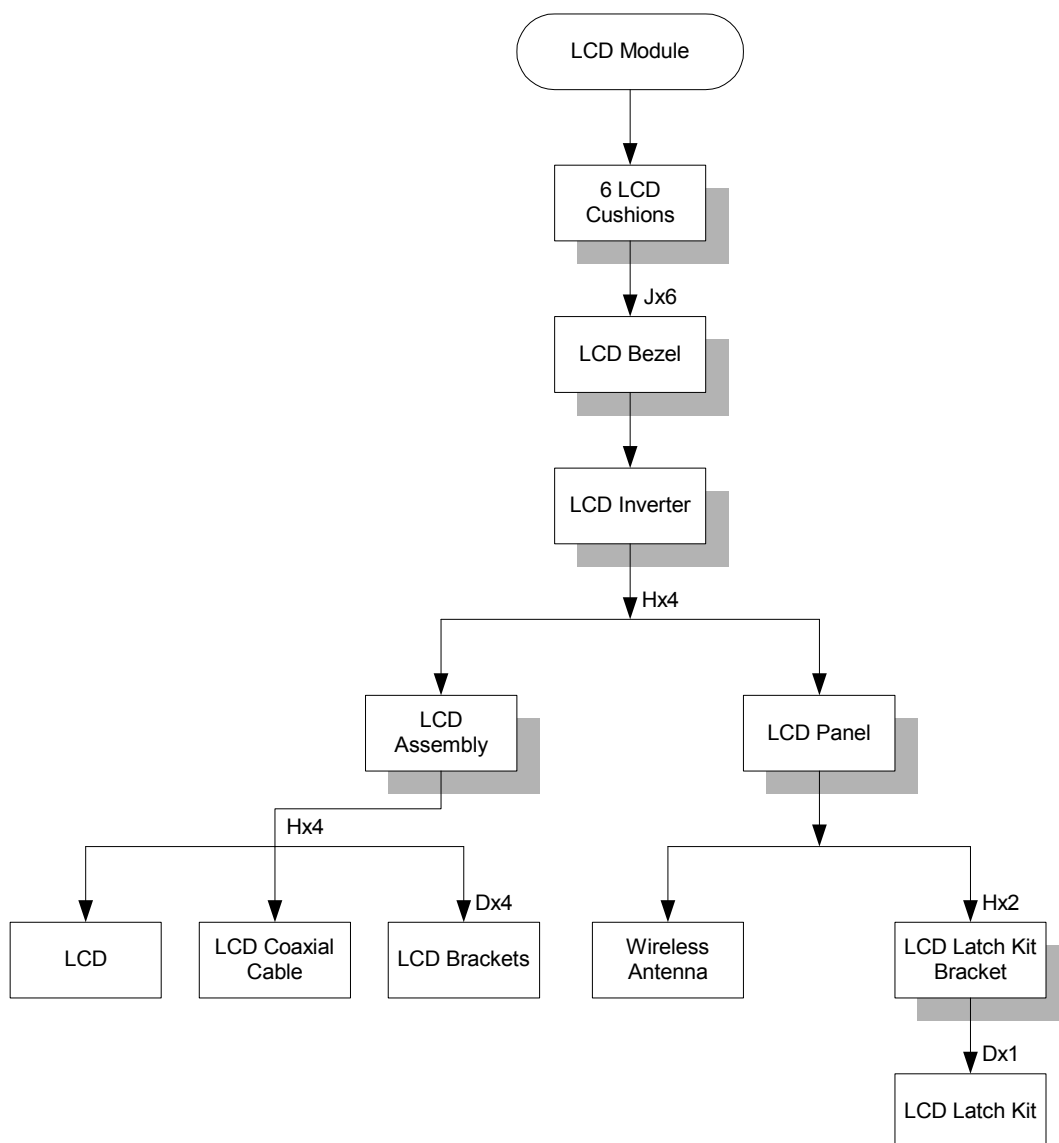 LCD Module
6 LCD
Cushions
Jx6
LCD Bezel
LCD Inverter
Hx4
LCD
Assembly
LCD Panel
Hx4
Dx4
Hx2
LCD
LCD Coaxial
Cable
LCD Brackets
Wireless
Antenna
LCD Latch Kit
Bracket
Dx1
LCD Latch Kit